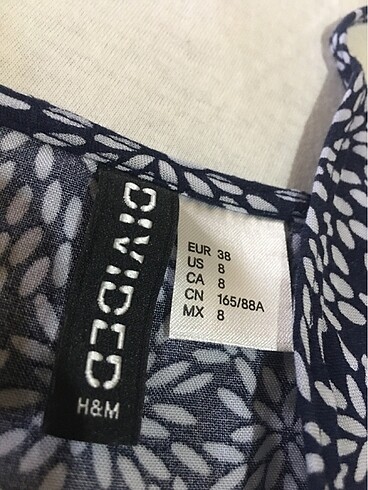 DIVIDED
H&M
EUR 38
US 8
CA 8
CN 165/88A
MX 8